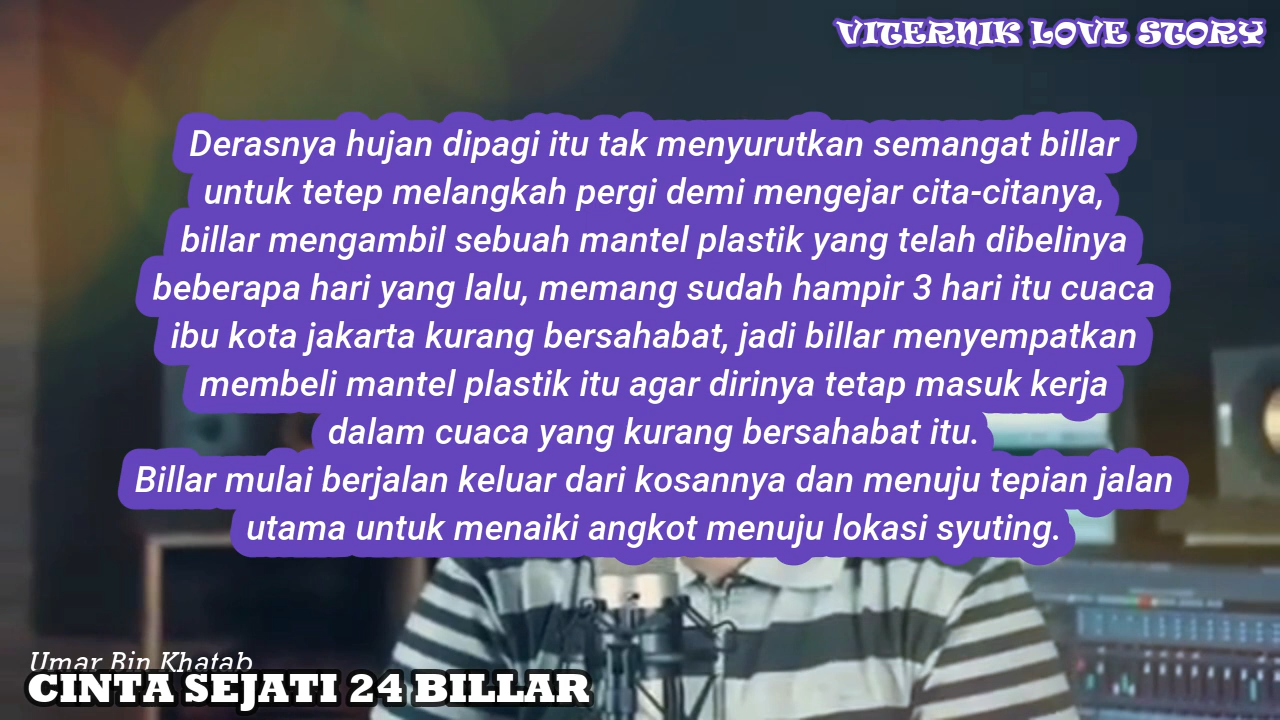 VITERNIK LOVE STORY
Derasnya hujan dipagi itu tak menyurutkan semangat billar
untuk tetep melangkah pergi demi mengejar cita-citanya,
billar mengambil sebuah mantel plastik yang telah dibelinya
beberapa hari yang lalu, memang sudah hampir 3 hari itu cuaca
ibu kota jakarta kurang bersahabat, jadi billar menyempatkan
membeli mantel plastik itu agar dirinya tetap masuk kerja
dalam cuaca yang kurang bersahabat itu.
Billar mulai berjalan keluar dari kosannya dan menuju tepian jalan
utama untuk menaiki angkot menuju lokasi syuting.
Umar Bin Khatab
CINTA SEJATI 24 BILLAR